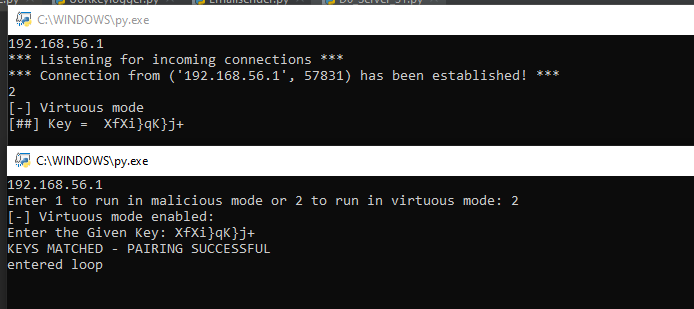 C:\WINDOWS\py.exe
192.168.56.1
*** Listening for incoming connections ***
*** Connection from ('192.168.56.1', 57831) has been established! ***
2
[-] Virtuous mode
[##] Key =  XfXi}qK}j+
C:\WINDOWS\py.exe
192.168.56.1
Enter 1 to run in malicious mode or 2 to run in virtuous mode: 2
[-] Virtuous mode enabled:
Enter the Given Key: XfXi}qK}j+
KEYS MATCHED - PAIRING SUCCESSFUL
entered loop